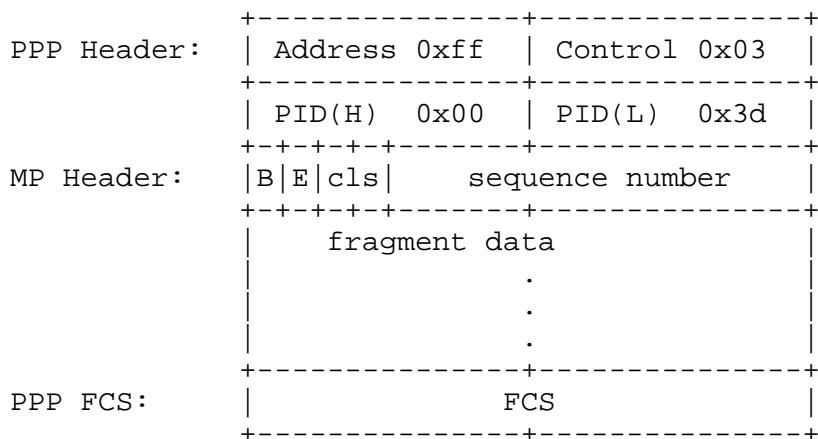 +---------------+---------------+
PPP Header:  | Address 0xff  | Control 0x03  |
             +---------------+---------------+
             | PID(H)  0x00  | PID(L)  0x3d  |
             +-+-+-+-+-------+---------------+
MP Header:   |B|E|cls|    sequence number    |
             +-+-+-+-+-------+---------------+
             |    fragment data              |
             |               .               |
             |               .               |
             |               .               |
             +---------------+---------------+
PPP FCS:     |              FCS              |
             +---------------+---------------+